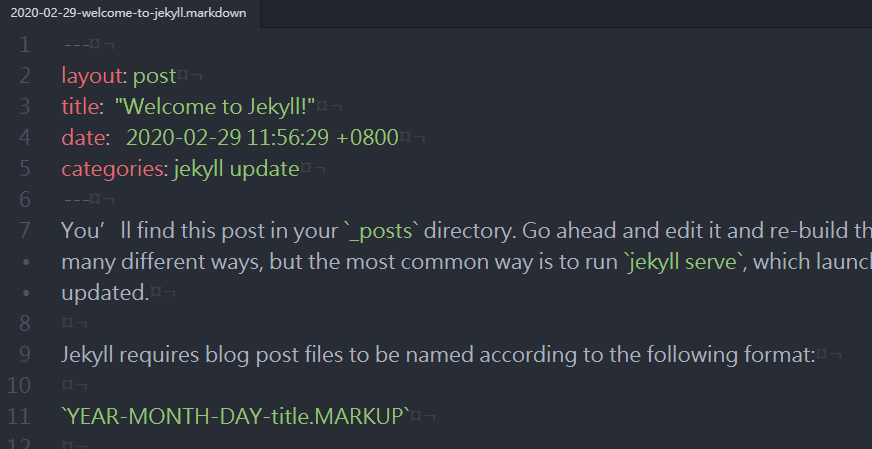 2020-02-29-welcome-to-jekyll.markdown
1 ---¤¬
2 layout: post¤¬
3 title:  "Welcome to Jekyll!"¤¬
4 date:   2020-02-29 11:56:29 +0800¤¬
5 categories: jekyll update¤¬
6 ---¤¬
7 You’ll find this post in your `_posts` directory. Go ahead and edit it and re-build th
• many different ways, but the most common way is to run `jekyll serve`, which launc
• updated.¤¬
8 ¤¬
9 Jekyll requires blog post files to be named according to the following format:¤¬
10 ¤¬
11 `YEAR-MONTH-DAY-title.MARKUP`¤¬
12 ¤¬